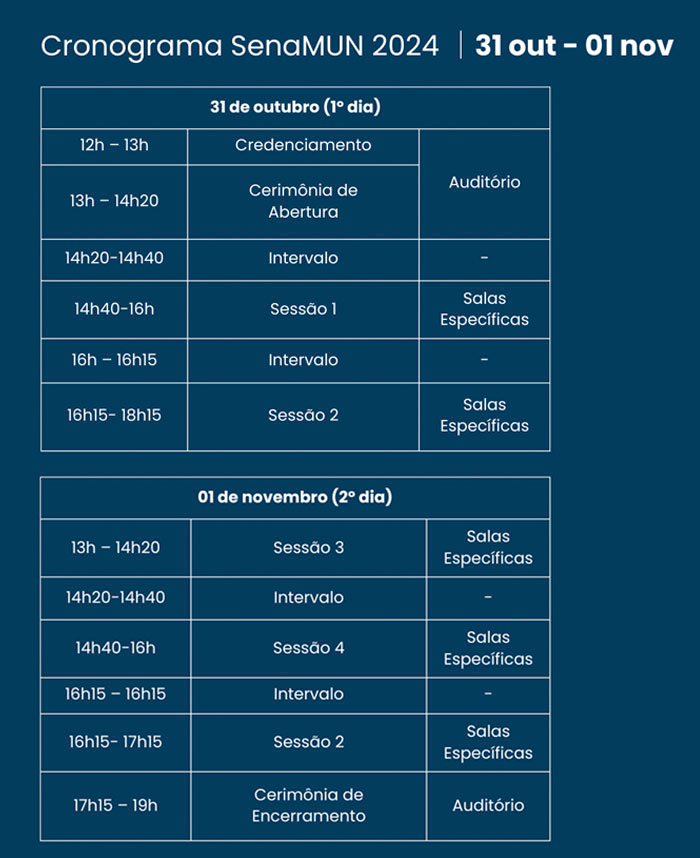 Cronograma SenaMUN 2024 | 31 out - 01 nov
31 de outubro (1º dia)
12h – 13h Credenciamento
Auditório
13h – 14h20 Cerimônia de
Abertura
14h20-14h40 Intervalo -
14h40-16h Sessão 1 Salas
Específicas
16h – 16h15 Intervalo -
16h15- 18h15 Sessão 2 Salas
Específicas
01 de novembro (2º dia)
13h – 14h20 Sessão 3 Salas
Específicas
14h20-14h40 Intervalo -
14h40-16h Sessão 4 Salas
Específicas
16h15 – 16h15 Intervalo -
16h15- 17h15 Sessão 2 Salas
Específicas
17h15 – 19h Cerimônia de
Encerramento Auditório